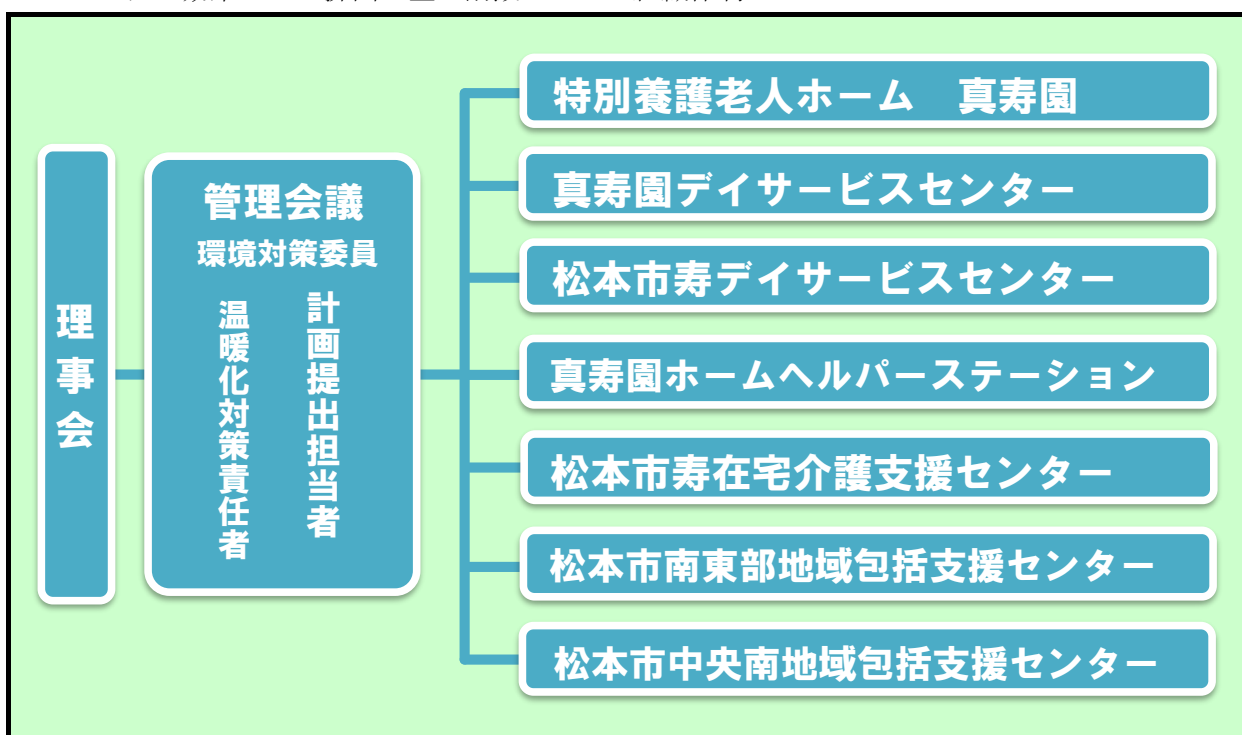 理事会
管理会議
環境対策委員
計画提出担当者
温暖化対策責任者
特別養護老人ホーム　真寿園
真寿園デイサービスセンター
松本市寿デイサービスセンター
真寿園ホームヘルパーステーション
松本市寿在宅介護支援センター
松本市南東部地域包括支援センター
松本市中央南地域包括支援センター